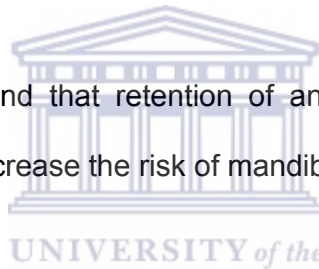 nd that retention of an
crease the risk of mandib
UNIVERSITY of the